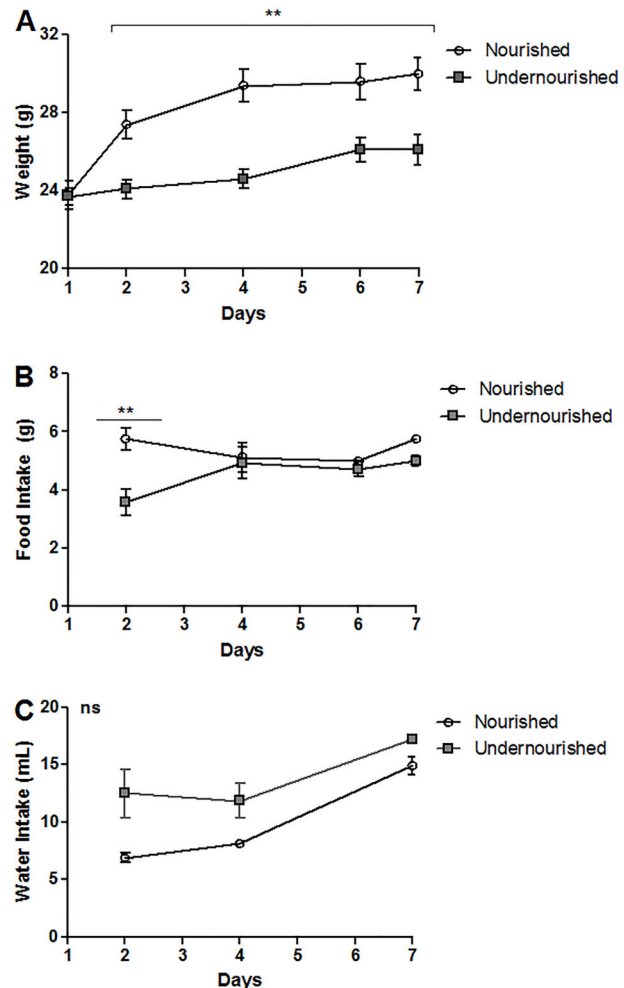 A
**
32
28
24
20
Weight (g)
Nourished
Undernourished
1 2 3 4 5 6 7
Days
B
8
6
4
2
0
Food Intake (g)
**
Nourished
Undernourished
1 2 3 4 5 6 7
Days
C
ns
20
15
10
5
0
Water Intake (mL)
Nourished
Undernourished
1 2 3 4 5 6 7
Days